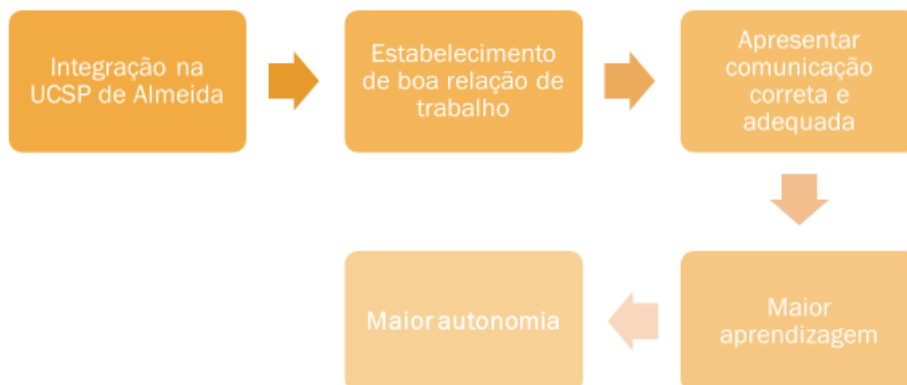 Integração na
UCSP de Almeida
Estabelecimento
de boa relação de
trabalho
Apresentar
comunicação
correta e
adequada
Maior
aprendizagem
Maior autonomia